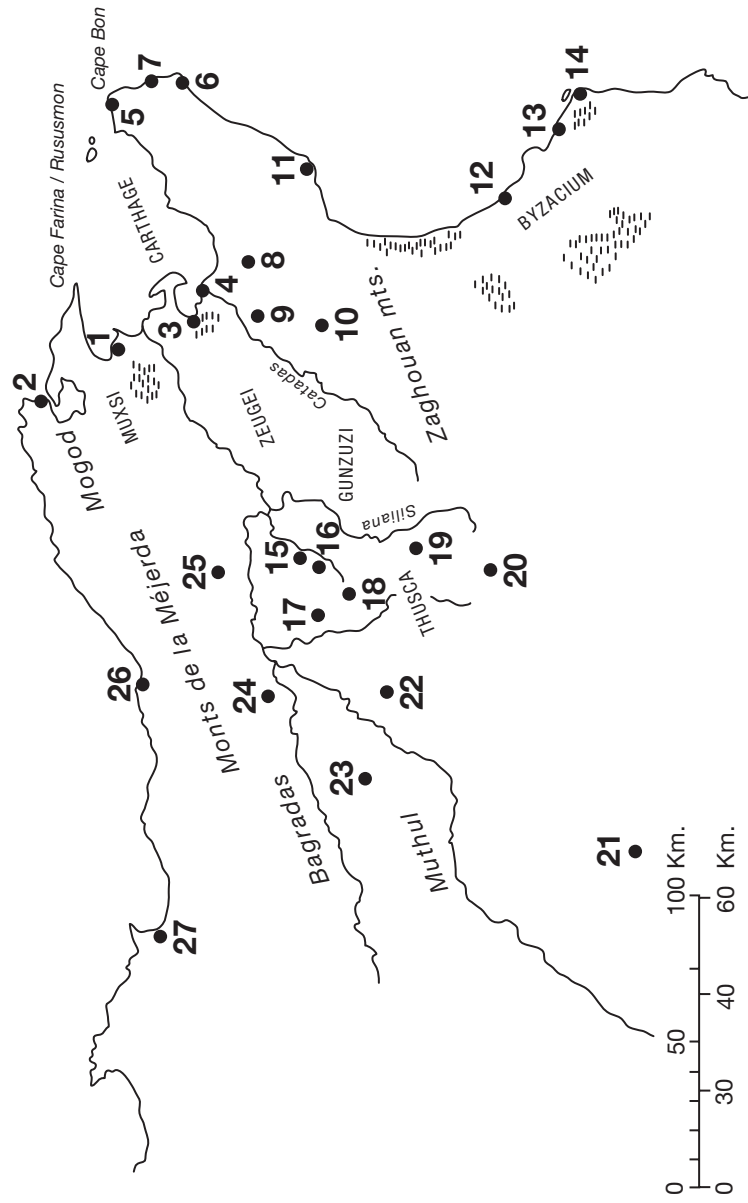 Cape Bon
Cape Farina / Rususmon
7
5
6
2
1
CARTHAGE
11
14
13
12
3
4
8
9
10
BYZACIUM
MUXSI
Mogod
ZEUGEI
Catadas
Zaghouan mts.
GUNZUZI
Siliana
25
15
16
17
18
19
20
THUSCA
26
Monts de la Mejerda
24
22
23
Bagradas
Muthul
27
21
0 50 100 Km.
0 30 40 60 Km.